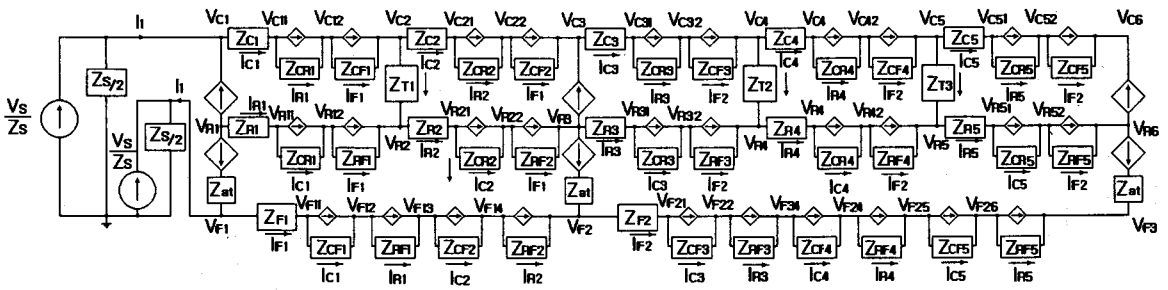 I1 VC1 VC11 VC12 VC2 VC21 VC22 VC3 VC31 VC32 VC4 VC4 VC42 VC5 VC51 VC52 VC6
ZC1 ZC2 ZC3 ZC4 ZC5
IC1 ZCR1 ZCF1 IC2 ZCR2 ZCF2 IC3 ZCR3 ZCF3 IC4 ZCR4 ZCF4 IC5 ZCR5 ZCF5
IR1 IF1 IR2 IF1 IR3 IF2 IR4 IF2 IR5 IF2
ZS/2 ZT1 ZT2 ZT3
VS/ZS I1
VS/ZS ZS/2
VR1 IR1 VR11 VR12 VR2 VR21 VR22 VR3 VR31 VR32 VR4 VR4 VR42 VR5 VR51 VR52 VR6
ZR1 ZR2 ZR3 ZR4 ZR5
ZCR1 ZRF1 IR2 ZCR2 ZRF2 IR3 ZCR3 ZRF3 IR4 ZCR4 ZRF4 IR5 ZCR5 ZRF5
IC1 IF1 IC2 IF1 IC3 IF2 IC4 IF2 IC5 IF2
Zat Zat Zat
VF1 VF11 VF12 VF13 VF14 VF2 VF21 VF22 VF34 VF24 VF25 VF26 VF3
ZF1 ZF2
IF1 ZCF1 ZRF1 ZCF2 ZRF2 IF2 ZCF3 ZRF3 ZCF4 ZRF4 ZCF5 ZRF5
IC1 IR1 IC2 IR2 IC3 IR3 IC4 IR4 IC5 IR5